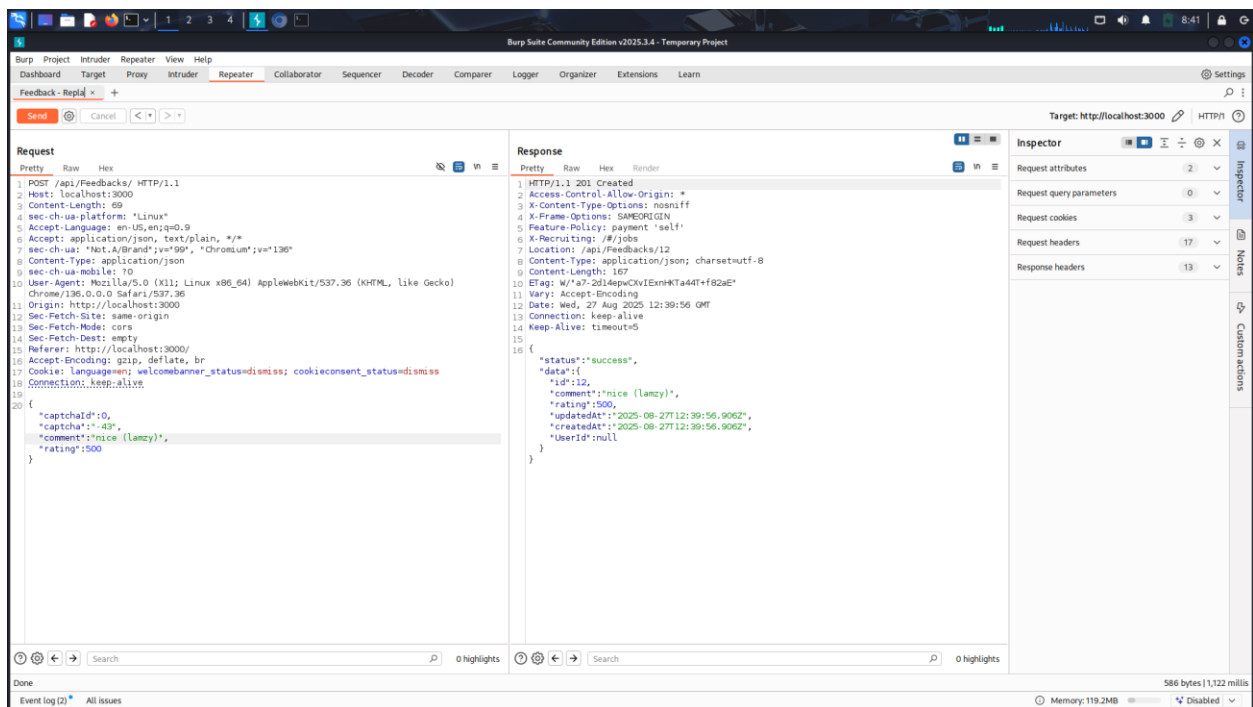 1 2 3 4
8:41
Burp Suite Community Edition v2025.3.4 - Temporary Project
Burp Project Intruder Repeater View Help
Dashboard Target Proxy Intruder Repeater Collaborator Sequencer Decoder Comparer Logger Organizer Extensions Learn
Settings
Feedback - Repla × +
Send Cancel < >
Target: http://localhost:3000 HTTP/1
Request
Pretty Raw Hex
1 POST /api/Feedbacks/ HTTP/1.1
2 Host: localhost:3000
3 Content-Length: 69
4 sec-ch-ua-platform: "Linux"
5 Accept-Language: en-US,en;q=0.9
6 Accept: application/json, text/plain, */*
7 sec-ch-ua: "Not.A/Brand";v="99", "Chromium";v="136"
8 Content-Type: application/json
9 sec-ch-ua-mobile: ?0
10 User-Agent: Mozilla/5.0 (X11; Linux x86_64) AppleWebKit/537.36 (KHTML, like Gecko)
Chrome/136.0.0.0 Safari/537.36
11 Origin: http://localhost:3000
12 Sec-Fetch-Site: same-origin
13 Sec-Fetch-Mode: cors
14 Sec-Fetch-Dest: empty
15 Referer: http://localhost:3000/
16 Accept-Encoding: gzip, deflate, br
17 Cookie: language=en; welcomebanner_status=dismiss; cookieconsent_status=dismiss
18 Connection: keep-alive
19
20 {
"captchaId":0,
"captcha":"-43",
"comment":"nice (lamzy)",
"rating":500
}
Search 0 highlights
Response
Pretty Raw Hex Render
1 HTTP/1.1 201 Created
2 Access-Control-Allow-Origin: *
3 X-Content-Type-Options: nosniff
4 X-Frame-Options: SAMEORIGIN
5 Feature-Policy: payment 'self'
6 X-Recruiting: /#/jobs
7 Location: /api/Feedbacks/12
8 Content-Type: application/json; charset=utf-8
9 Content-Length: 167
10 ETag: W/"a7-2d14epwCXvIExnHKTa44T+f82aE"
11 Vary: Accept-Encoding
12 Date: Wed, 27 Aug 2025 12:39:56 GMT
13 Connection: keep-alive
14 Keep-Alive: timeout=5
15
16 {
"status":"success",
"data":{
"id":12,
"comment":"nice (lamzy)",
"rating":500,
"updatedAt":"2025-08-27T12:39:56.906Z",
"createdAt":"2025-08-27T12:39:56.906Z",
"UserId":null
}
}
Search 0 highlights
Inspector
Request attributes 2
Request query parameters 0
Request cookies 3
Request headers 17
Response headers 13
Inspector
Notes
Custom actions
Done
586 bytes | 1,122 millis
Event log (2) All issues
Memory: 119.2MB
Disabled